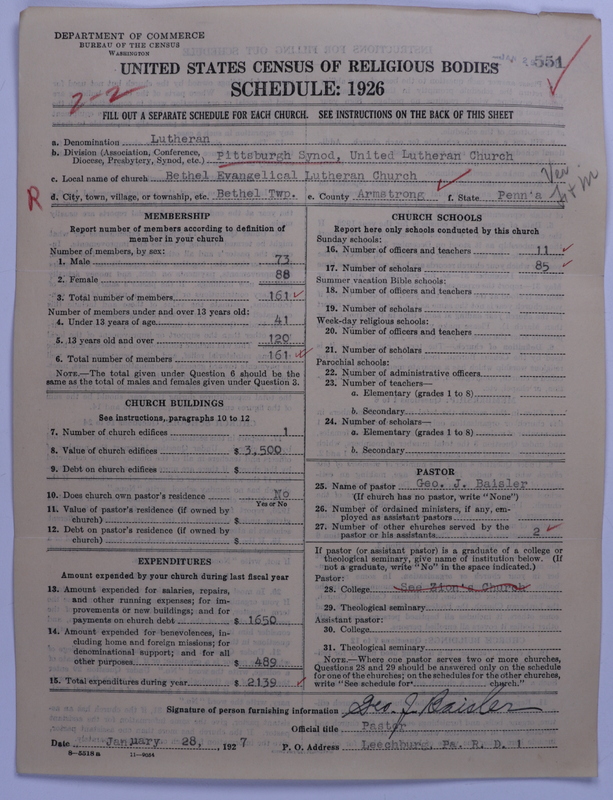 DEPARTMENT OF COMMERCE
BUREAU OF THE CENSUS
WASHINGTON
551
UNITED STATES CENSUS OF RELIGIOUS BODIES
SCHEDULE: 1926
2-2
FILL OUT A SEPARATE SCHEDULE FOR EACH CHURCH. SEE INSTRUCTIONS ON THE BACK OF THIS SHEET
a. Denomination Lutheran
b. Division (Association, Conference, Diocese, Presbytery, Synod, etc.) Pittsburgh Synod, United Lutheran Church
c. Local name of church Bethel Evangelical Lutheran Church
R d. City, town, village, or township, etc. Bethel Twp. e. County Armstrong f. State Penn'a
MEMBERSHIP
Report number of members according to definition of
member in your church
Number of members, by sex:
1. Male 73
2. Female 88
3. Total number of members 161
Number of members under and over 13 years old:
4. Under 13 years of age 41
5. 13 years old and over 120
6. Total number of members 161
NOTE.—The total given under Question 6 should be the
same as the total of males and females given under Question 3.
CHURCH BUILDINGS
See instructions, paragraphs 10 to 12
7. Number of church edifices 1
8. Value of church edifices $ 3,500
9. Debt on church edifices $
10. Does church own pastor's residence No
Yes or No
11. Value of pastor's residence (if owned by
church) $
12. Debt on pastor's residence (if owned by
church) $
EXPENDITURES
Amount expended by your church during last fiscal year
13. Amount expended for salaries, repairs,
and other running expenses; for im-
provements or new buildings; and for
payments on church debt $ 1650
14. Amount expended for benevolences, in-
cluding home and foreign missions; for
denominational support; and for all
other purposes $ 489
15. Total expenditures during year $ 2139
CHURCH SCHOOLS
Report here only schools conducted by this church
Sunday schools:
16. Number of officers and teachers 11
17. Number of scholars 85
Summer vacation Bible schools:
18. Number of officers and teachers
19. Number of scholars
Week-day religious schools:
20. Number of officers and teachers
21. Number of scholars
Parochial schools:
22. Number of administrative officers
23. Number of teachers—
a. Elementary (grades 1 to 8)
b. Secondary
24. Number of scholars—
a. Elementary (grades 1 to 8)
b. Secondary
PASTOR
25. Name of pastor Geo. J. Baisler
(If church has no pastor, write "None")
26. Number of ordained ministers, if any, em-
ployed as assistant pastors
27. Number of other churches served by the
pastor or his assistants 2
If pastor (or assistant pastor) is a graduate of a college or
theological seminary, give name of institution below. (If
not a graduate, write "No" in the space indicated.)
Pastor:
28. College See Zion's Church
29. Theological seminary
Assistant pastor:
30. College
31. Theological seminary
NOTE.—Where one pastor serves two or more churches,
Questions 28 and 29 should be answered only on the schedule
for one of the churches; on the schedules for the other churches,
write "See schedule for church."
Signature of person furnishing information Geo. J. Baisler
Official title Pastor
Date January 28, 1927 P. O. Address Leechburg, Pa. R. D. 1
8-5518 a 11-9034